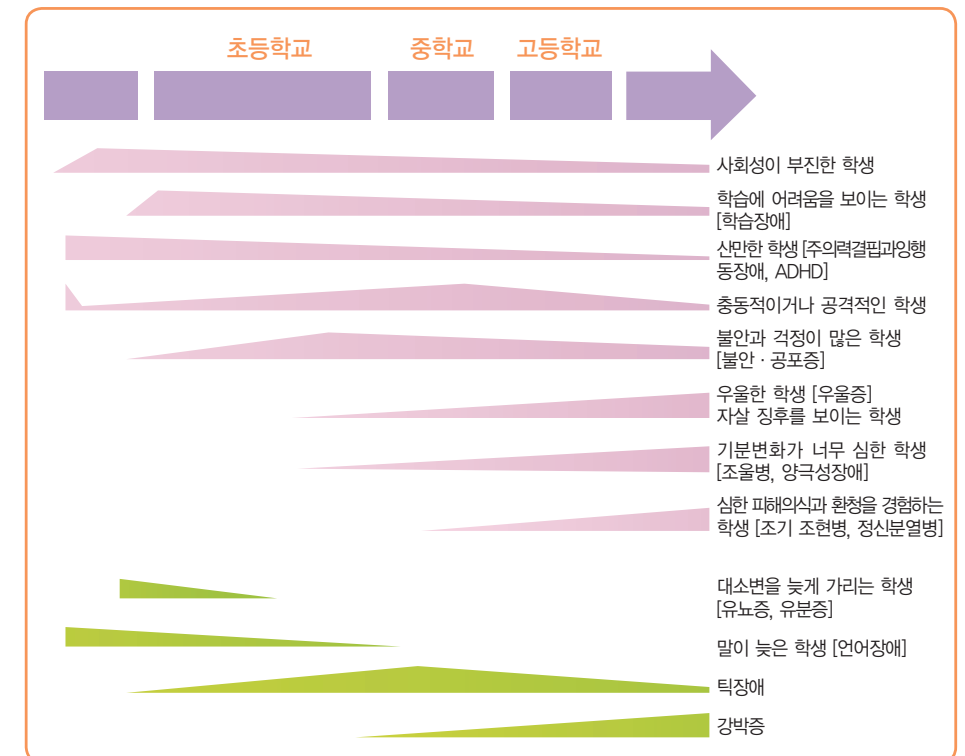 초등학교 중학교 고등학교
사회성이 부진한 학생
학습에 어려움을 보이는 학생
[학습장애]
산만한 학생 [주의력결핍과잉행
동장애, ADHD]
충동적이거나 공격적인 학생
불안과 걱정이 많은 학생
[불안 · 공포증]
우울한 학생 [우울증]
자살 징후를 보이는 학생
기분변화가 너무 심한 학생
[조울병, 양극성장애]
심한 피해의식과 환청을 경험하는
학생 [조기 조현병, 정신분열병]
대소변을 늦게 가리는 학생
[유뇨증, 유분증]
말이 늦은 학생 [언어장애]
틱장애
강박증